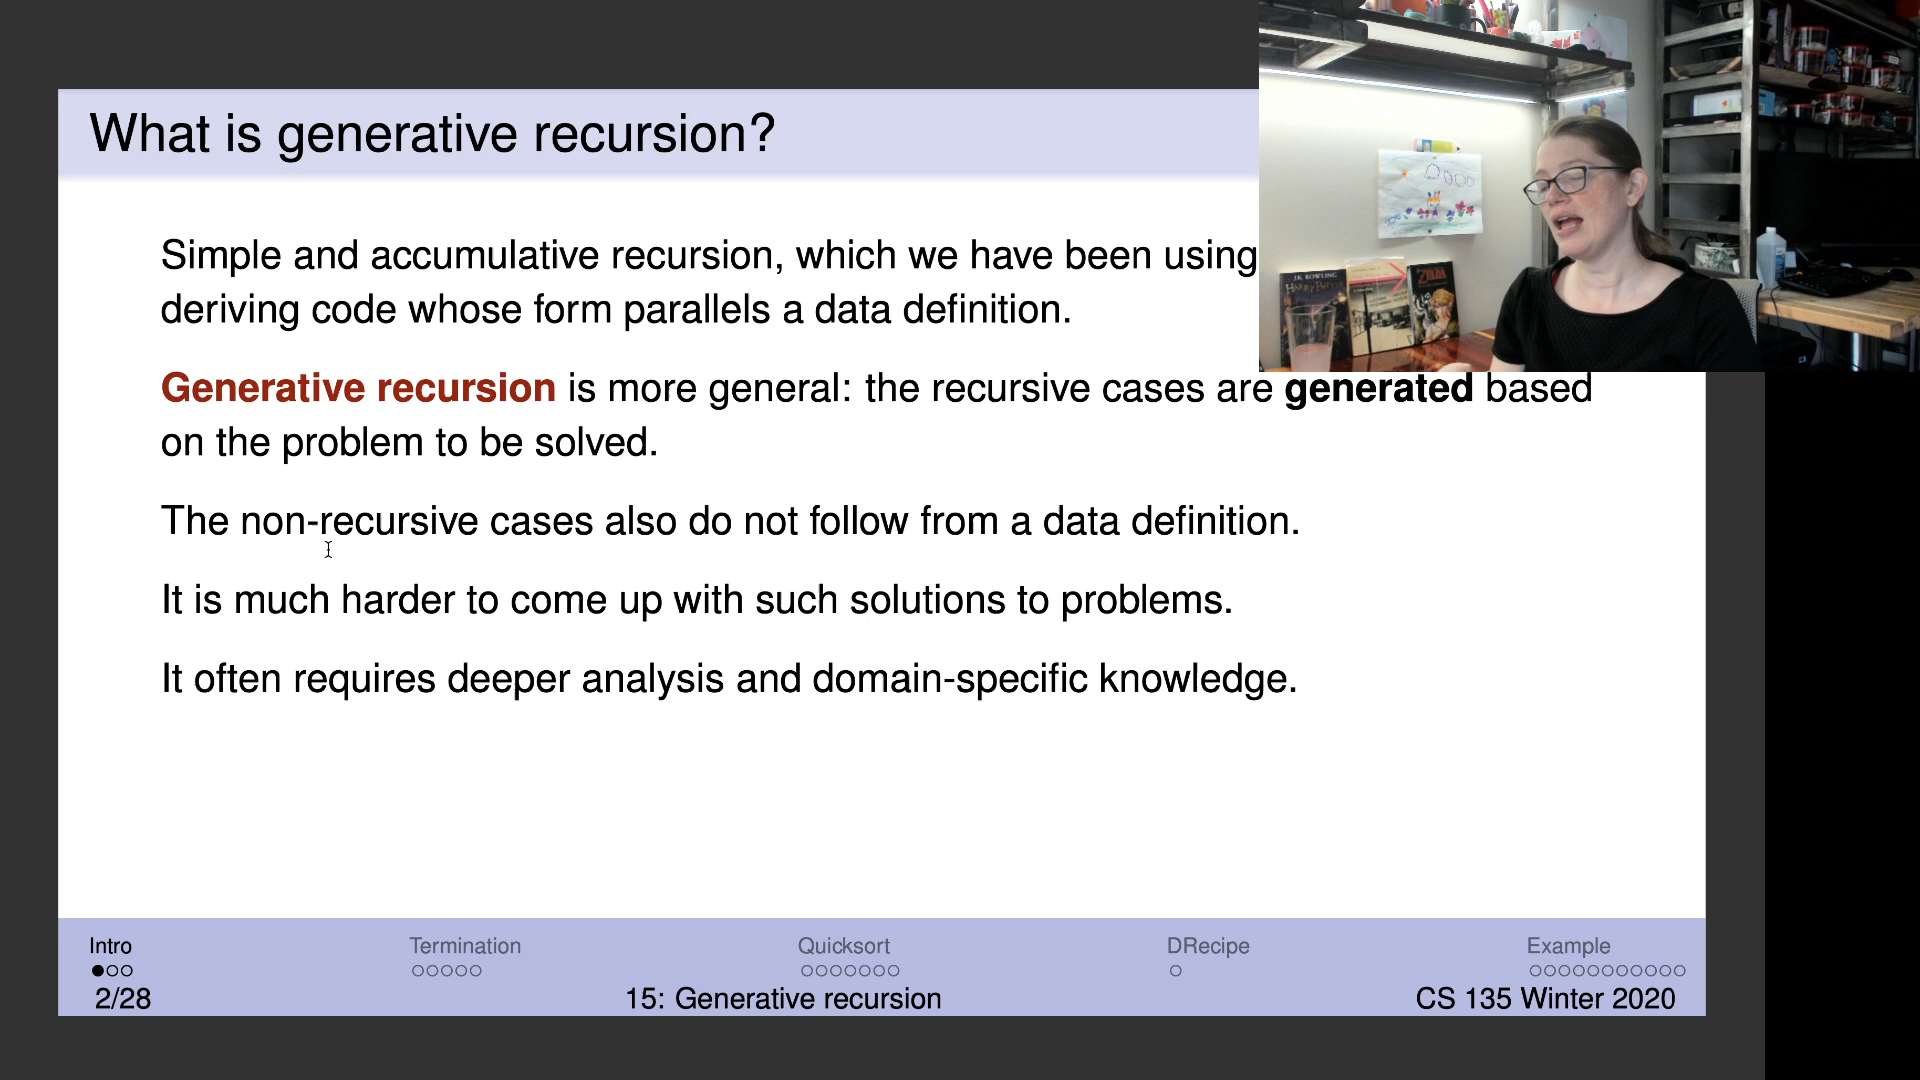 What is generative recursion?
Simple and accumulative recursion, which we have been using
deriving code whose form parallels a data definition.
Generative recursion is more general: the recursive cases are generated based
on the problem to be solved.
The non-recursive cases also do not follow from a data definition.
It is much harder to come up with such solutions to problems.
It often requires deeper analysis and domain-specific knowledge.
J.K. ROWLING
HARRY POTTER
ZELDA
Intro
Termination
Quicksort
DRecipe
Example
2/28
15: Generative recursion
CS 135 Winter 2020